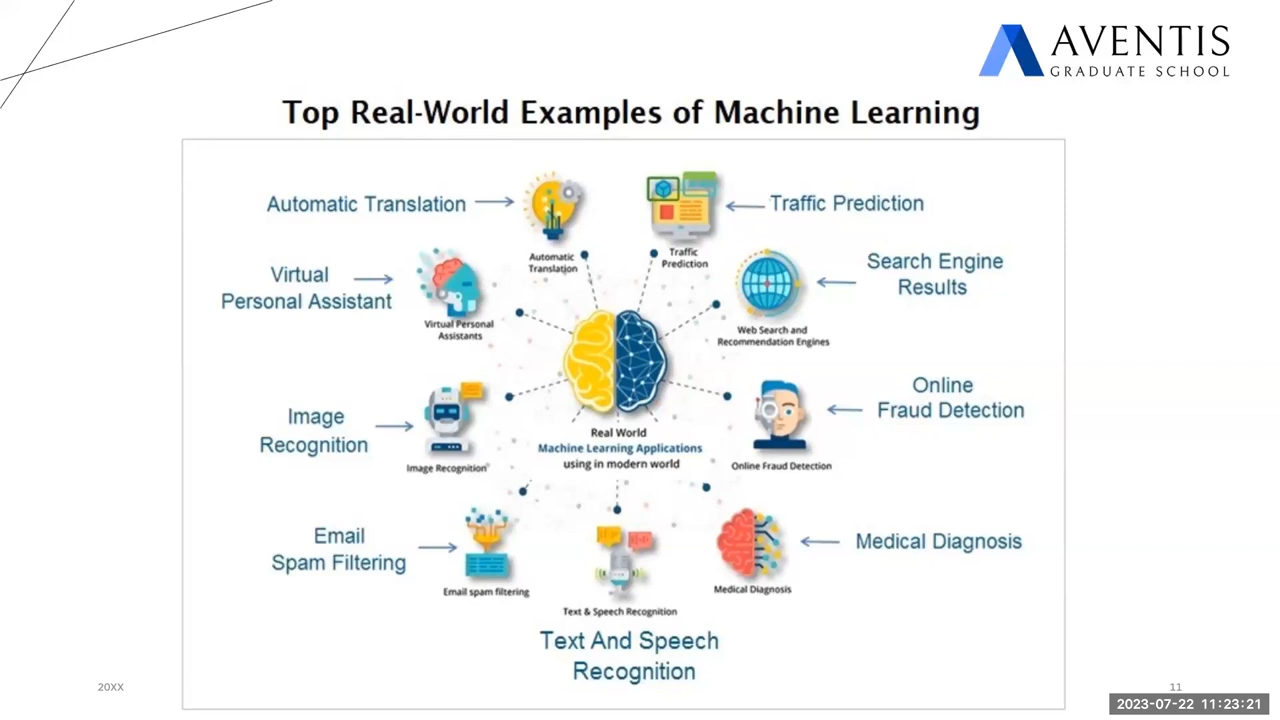 AVENTIS
GRADUATE SCHOOL
Top Real-World Examples of Machine Learning
Automatic Translation
Traffic Prediction
Automatic
Translation
Traffic
Prediction
Virtual
Personal Assistant
Search Engine
Results
Virtual Personal
Assistants
Web Search and
Recommendation Engines
Image
Recognition
Online
Fraud Detection
Real World
Machine Learning Applications
using in modern world
Image Recognition
Online Fraud Detection
Email
Spam Filtering
Medical Diagnosis
Email spam filtering
Medical Diagnosis
Text & Speech Recognition
Text And Speech
Recognition
20XX
11
2023-07-22 11:23:21